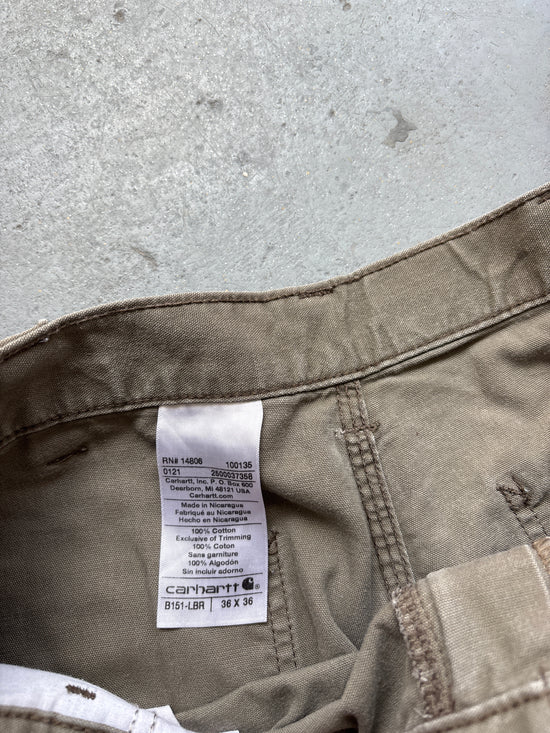 RN# 14806 100135
0121 2500037358
Carhartt, Inc. P.O. Box 600
Dearborn, MI 48121 USA
Carhartt.com
Made in Nicaragua
Fabriqué au Nicaragua
Hecho en Nicaragua
100% Cotton
Exclusive of Trimming
100% Coton
Sans garniture
100% Algodón
Sin incluir adorno
carhartt ®
B151-LBR 36 X 36